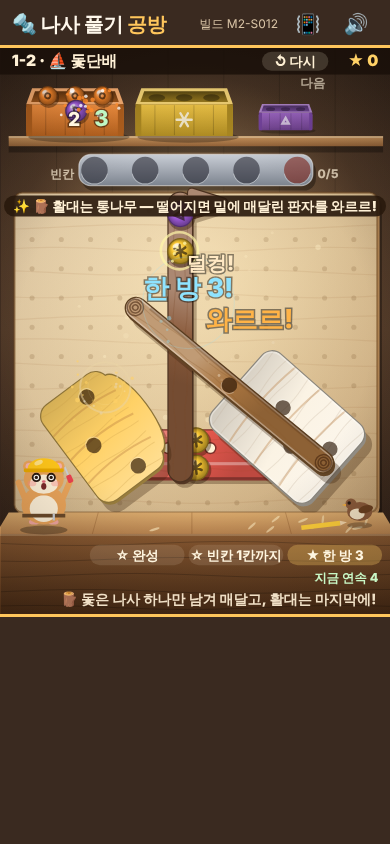 나사 풀기 공방
빌드 M2-S012
1-2 · 돛단배
다시
★ 0
다음
2 3
빈칸
0/5
활대는 통나무 — 떨어지면 밑에 매달린 판자를 와르르!
덜컹!
한 방 3!
와르르!
☆ 완성
☆ 빈칸 1칸까지
★ 한 방 3
지금 연속 4
돛은 나사 하나만 남겨 매달고, 활대는 마지막에!